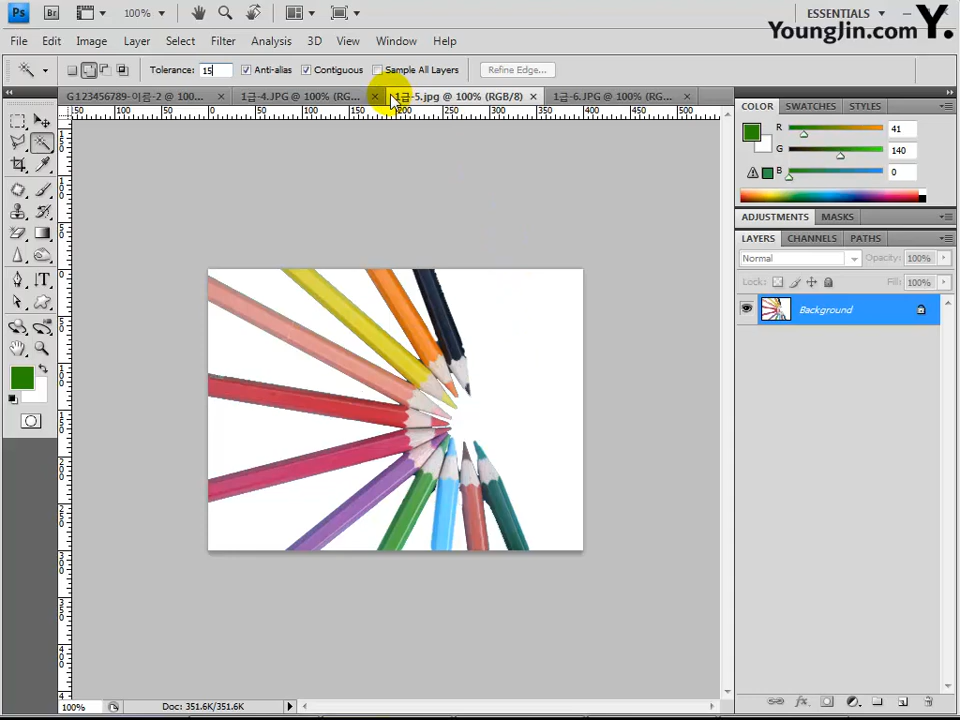 Ps Br 100% ESSENTIALS
YoungJin.com Y.
File Edit Image Layer Select Filter Analysis 3D View Window Help
Tolerance: 15 Anti-alias Contiguous Sample All Layers Refine Edge...
G123456789-이름-2 @ 100... 1급-4.JPG @ 100% (RG... 1급-5.jpg @ 100% (RGB/8) 1급-6.JPG @ 100% (RG...
COLOR SWATCHES STYLES
R 41
G 140
B 0
ADJUSTMENTS MASKS
LAYERS CHANNELS PATHS
Normal Opacity: 100%
Lock: Fill: 100%
Background
100% Doc: 351.6K/351.6K